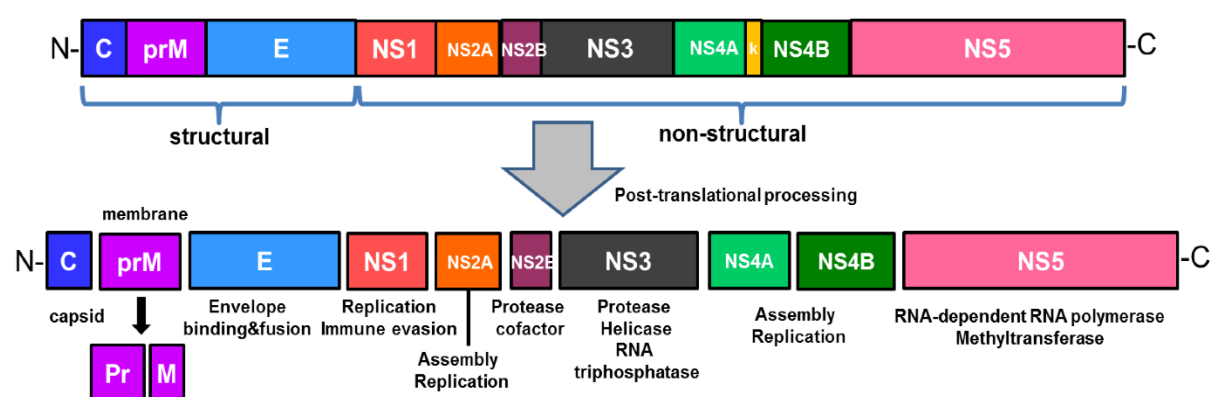 N- C prM E NS1 NS2A NS2B NS3 NS4A k NS4B NS5 -C
structural non-structural
Post-translational processing
membrane
N- C prM E NS1 NS2A NS2B NS3 NS4A NS4B NS5 -C
capsid
Envelope
binding&fusion
Replication
Immune evasion
Assembly
Replication
Protease
cofactor
Protease
Helicase
RNA
triphosphatase
Assembly
Replication
RNA-dependent RNA polymerase
Methyltransferase
Pr M